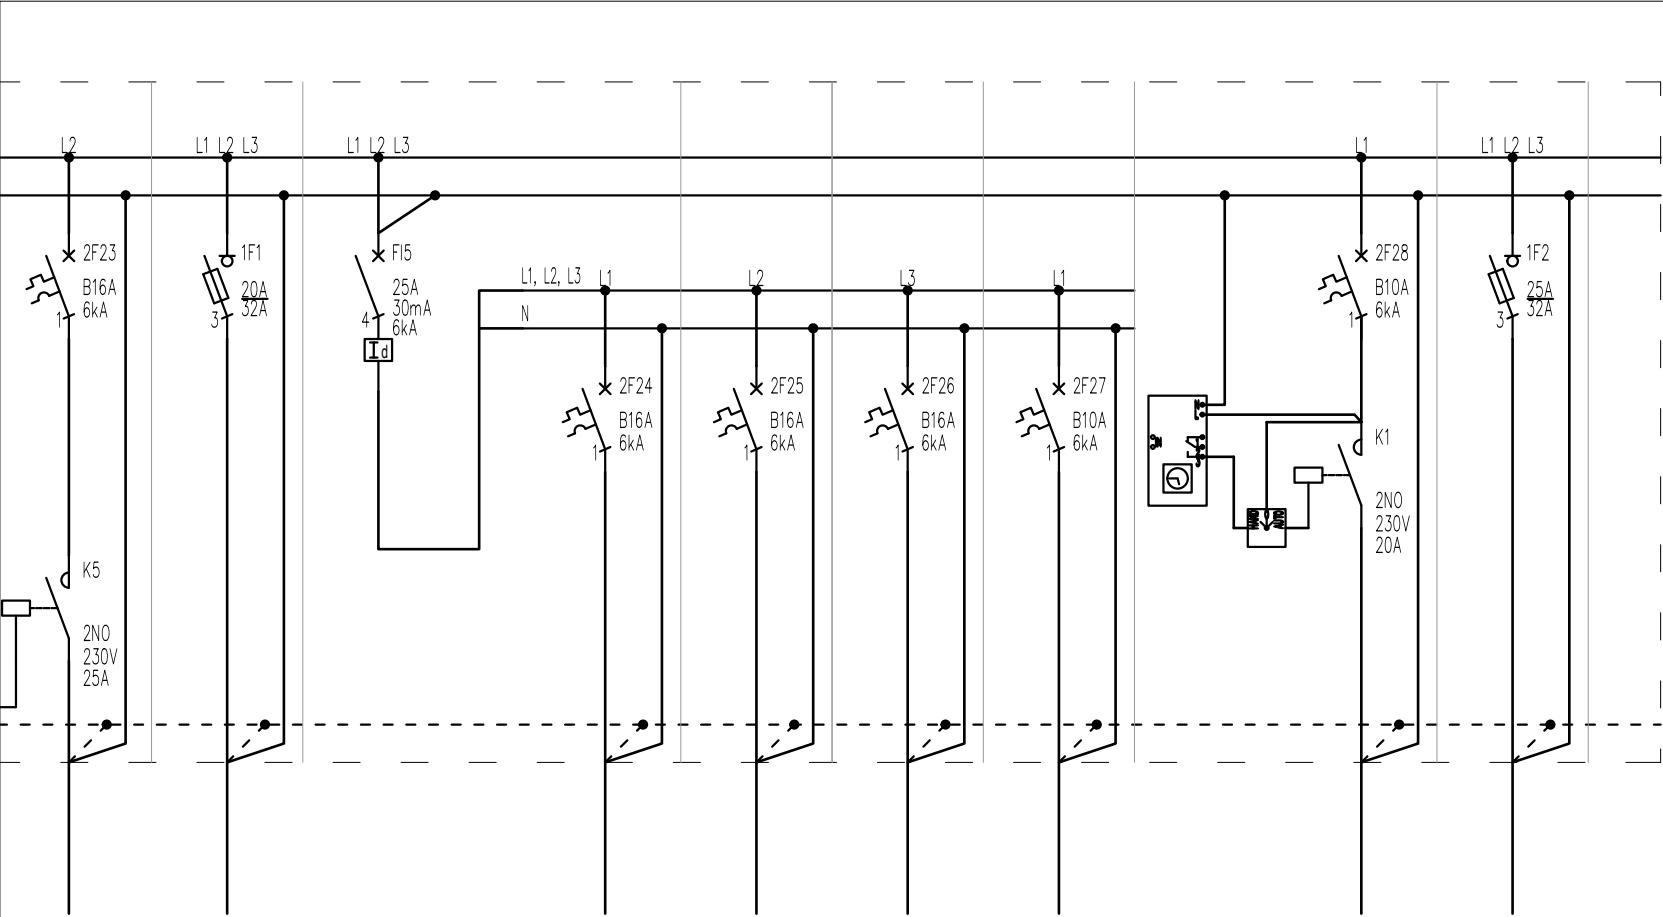 L2
L1 L2 L3
L1 L2 L3
L1
L1 L2 L3
2F23
B16A
6kA
1
1F1
20A
32A
3
FI5
25A
30mA
6kA
4
Id
L1, L2, L3
N
L1
L2
L3
L1
2F24
B16A
6kA
1
2F25
B16A
6kA
1
2F26
B16A
6kA
1
2F27
B10A
6kA
1
2F28
B10A
6kA
1
1F2
25A
32A
3
K1
2NO
230V
20A
HAND
AUTO
K5
2NO
230V
25A